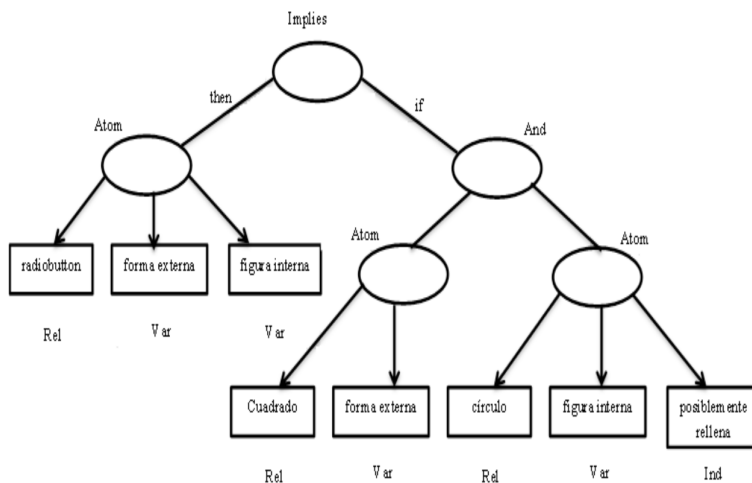 Implies
then
if
Atom
And
radiobutton
forma externa
figura interna
Atom
Atom
Rel
Var
Var
Cuadrado
forma externa
círculo
figura interna
posiblemente
rellena
Rel
Var
Rel
Var
Ind